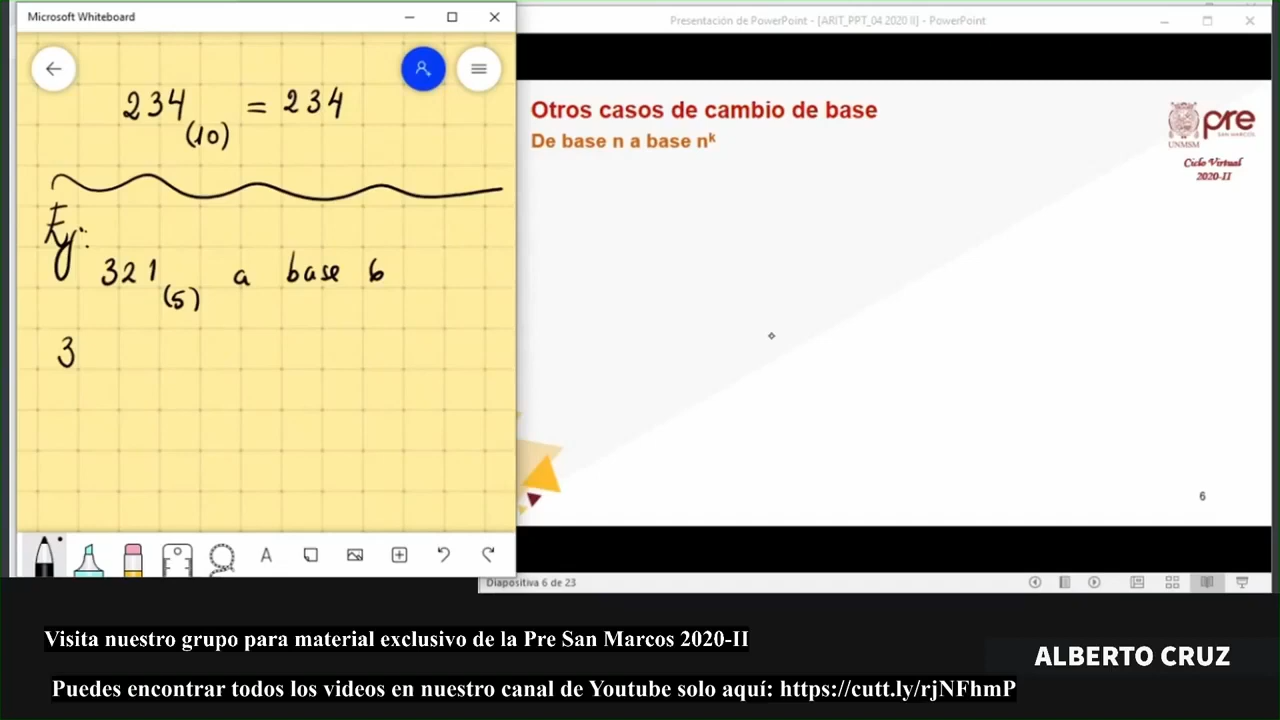 Microsoft Whiteboard
234(10) = 234
Ej:
321(5) a base 6
3
A
Presentación de PowerPoint - [ARIT_PPT_04 2020 II] - PowerPoint
Otros casos de cambio de base
De base n a base nᵏ
pre
SAN MARCOS
UNMSM
Ciclo Virtual
2020-II
6
Diapositiva 6 de 23
Visita nuestro grupo para material exclusivo de la Pre San Marcos 2020-II
ALBERTO CRUZ
Puedes encontrar todos los videos en nuestro canal de Youtube solo aquí: https://cutt.ly/rjNFhmP